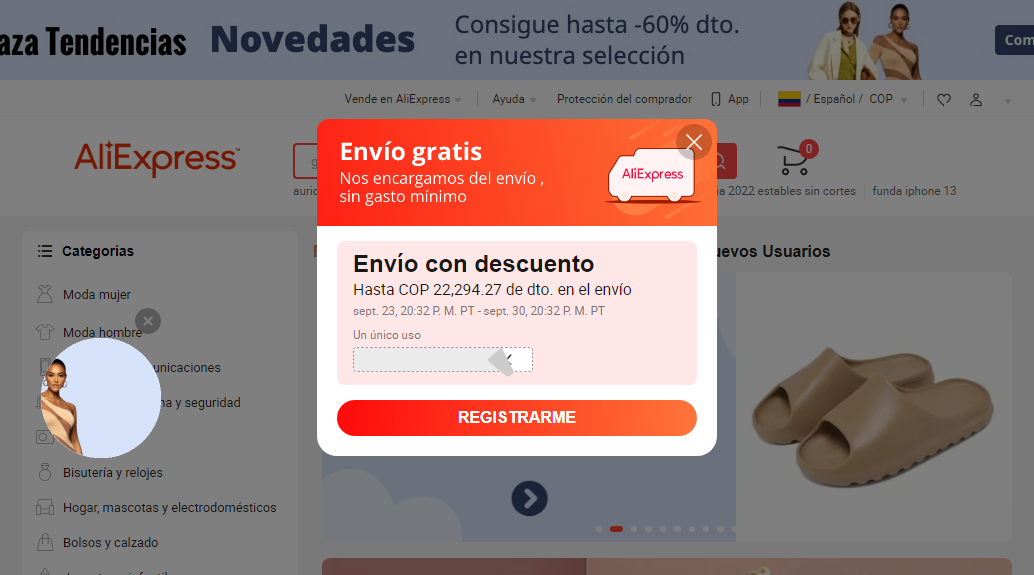 aza Tendencias
Novedades
Consigue hasta -60% dto.
en nuestra selección
Com
Vende en AliExpress
Ayuda
Protección del comprador
App
/ Español / COP
AliExpress
0
2022 estables sin cortes
funda iphone 13
Envío gratis
Nos encargamos del envío ,
sin gasto mínimo
AliExpress
Categorías
uevos Usuarios
Envío con descuento
Hasta COP 22,294.27 de dto. en el envío
sept. 23, 20:32 P. M. PT - sept. 30, 20:32 P. M. PT
Un único uso
REGISTRARME
Moda mujer
Moda hombre
unicaciones
y seguridad
Bisutería y relojes
Hogar, mascotas y electrodomésticos
Bolsos y calzado